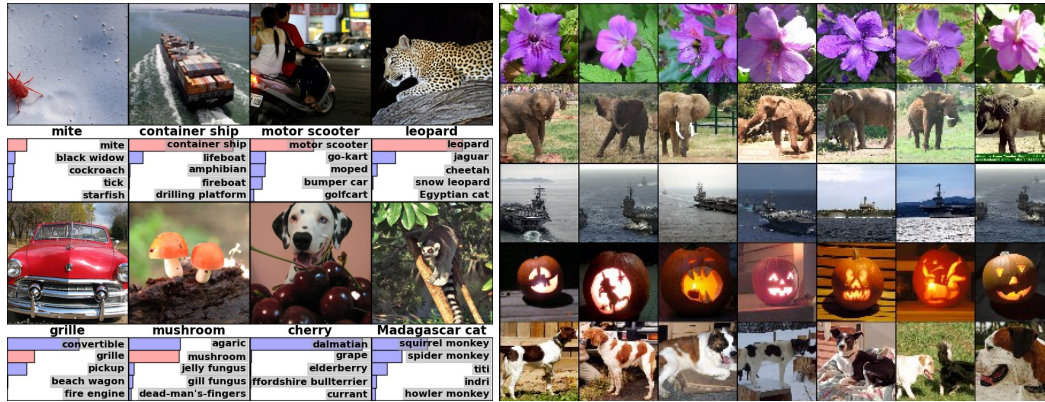 mite container ship motor scooter leopard
mite container ship motor scooter leopard
black widow lifeboat go-kart jaguar
cockroach amphibian moped cheetah
tick fireboat bumper car snow leopard
starfish drilling platform golfcart Egyptian cat
grille mushroom cherry Madagascar cat
convertible agaric dalmatian squirrel monkey
grille mushroom grape spider monkey
pickup jelly fungus elderberry titi
beach wagon gill fungus ffordshire bullterrier indri
fire engine dead-man's-fingers currant howler monkey